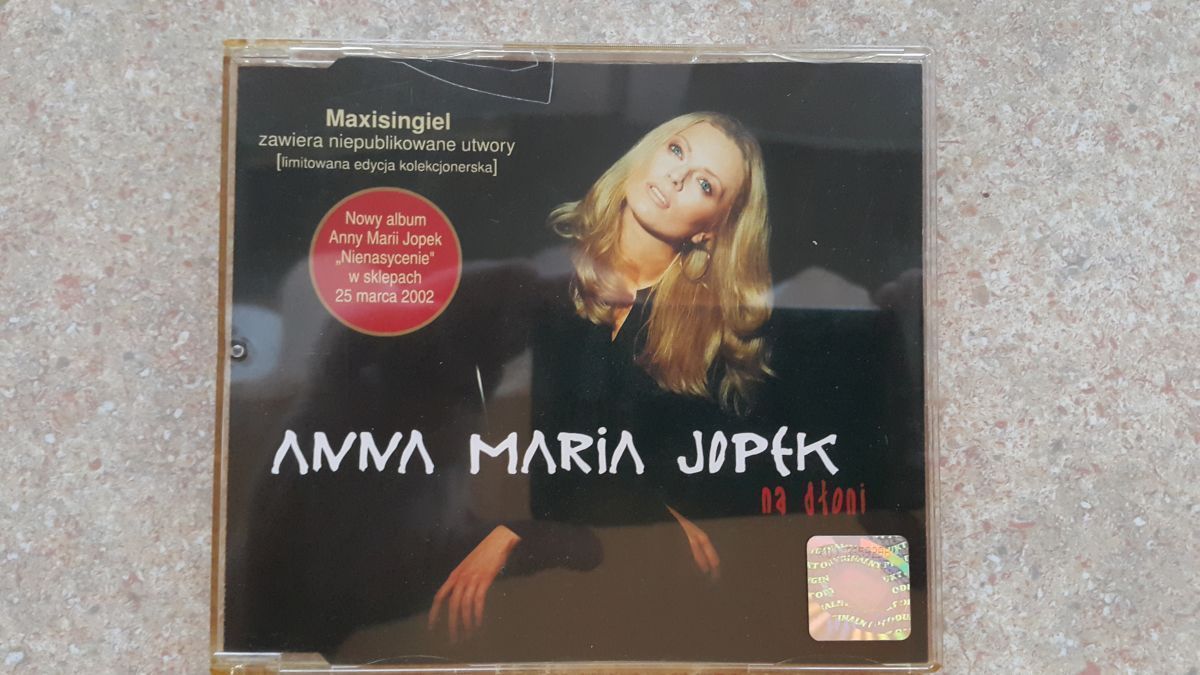 Maxisingiel
zawiera niepublikowane utwory
[limitowana edycja kolekcjonerska]
Nowy album
Anny Marii Jopek
„Nienasycenie"
w sklepach
25 marca 2002
ANNA MARIA JOPEK
na dłoni